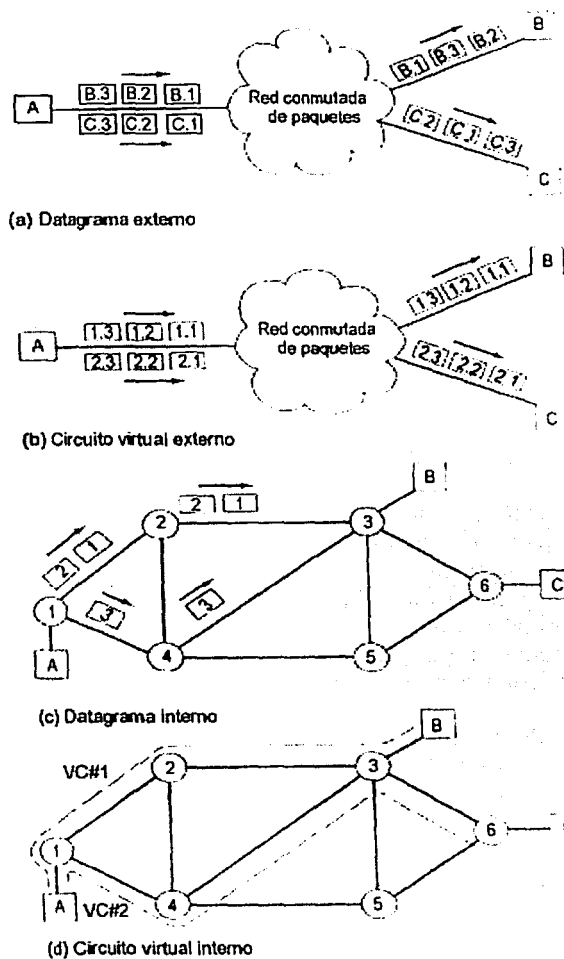 A
B.3 B.2 B.1
C.3 C.2 C.1
Red conmutada
de paquetes
B.1 B.3 B.2
B
C.2 C.1 C.3
C
(a) Datagrama externo
A
1.3 1.2 1.1
2.3 2.2 2.1
Red conmutada
de paquetes
1.3 1.2 1.1
B
2.3 2.2 2.1
C
(b) Circuito virtual externo
2 1
B
2 1
2
3
1
3
3
6
C
A
4
5
(c) Datagrama interno
B
VC#1
2
3
1
6
A
VC#2
4
5
(d) Circuito virtual interno